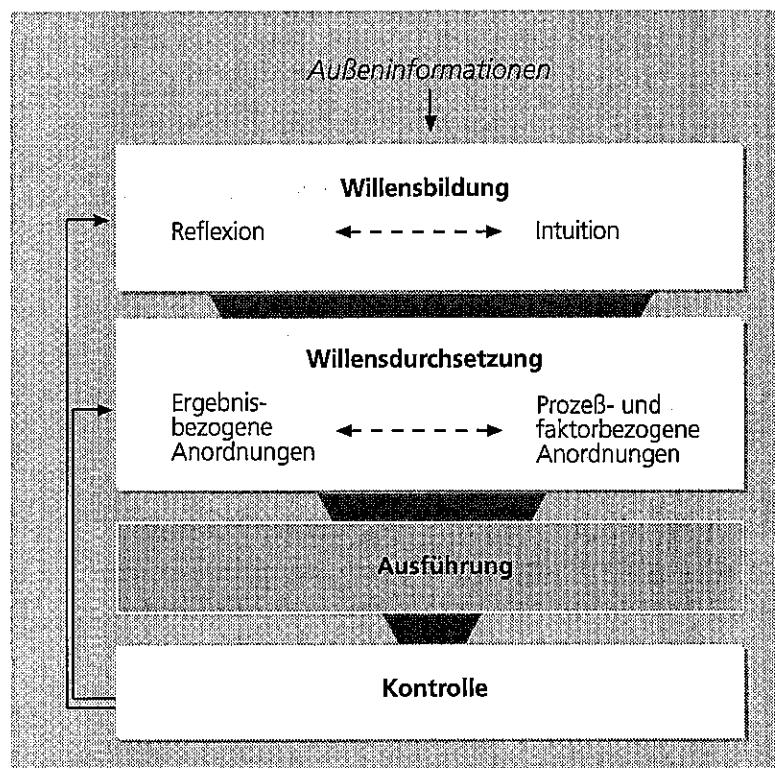 Außeninformationen
Willensbildung
Reflexion Intuition
Willensdurchsetzung
Ergebnis-
bezogene
Anordnungen
Prozeß- und
faktorbezogene
Anordnungen
Ausführung
Kontrolle